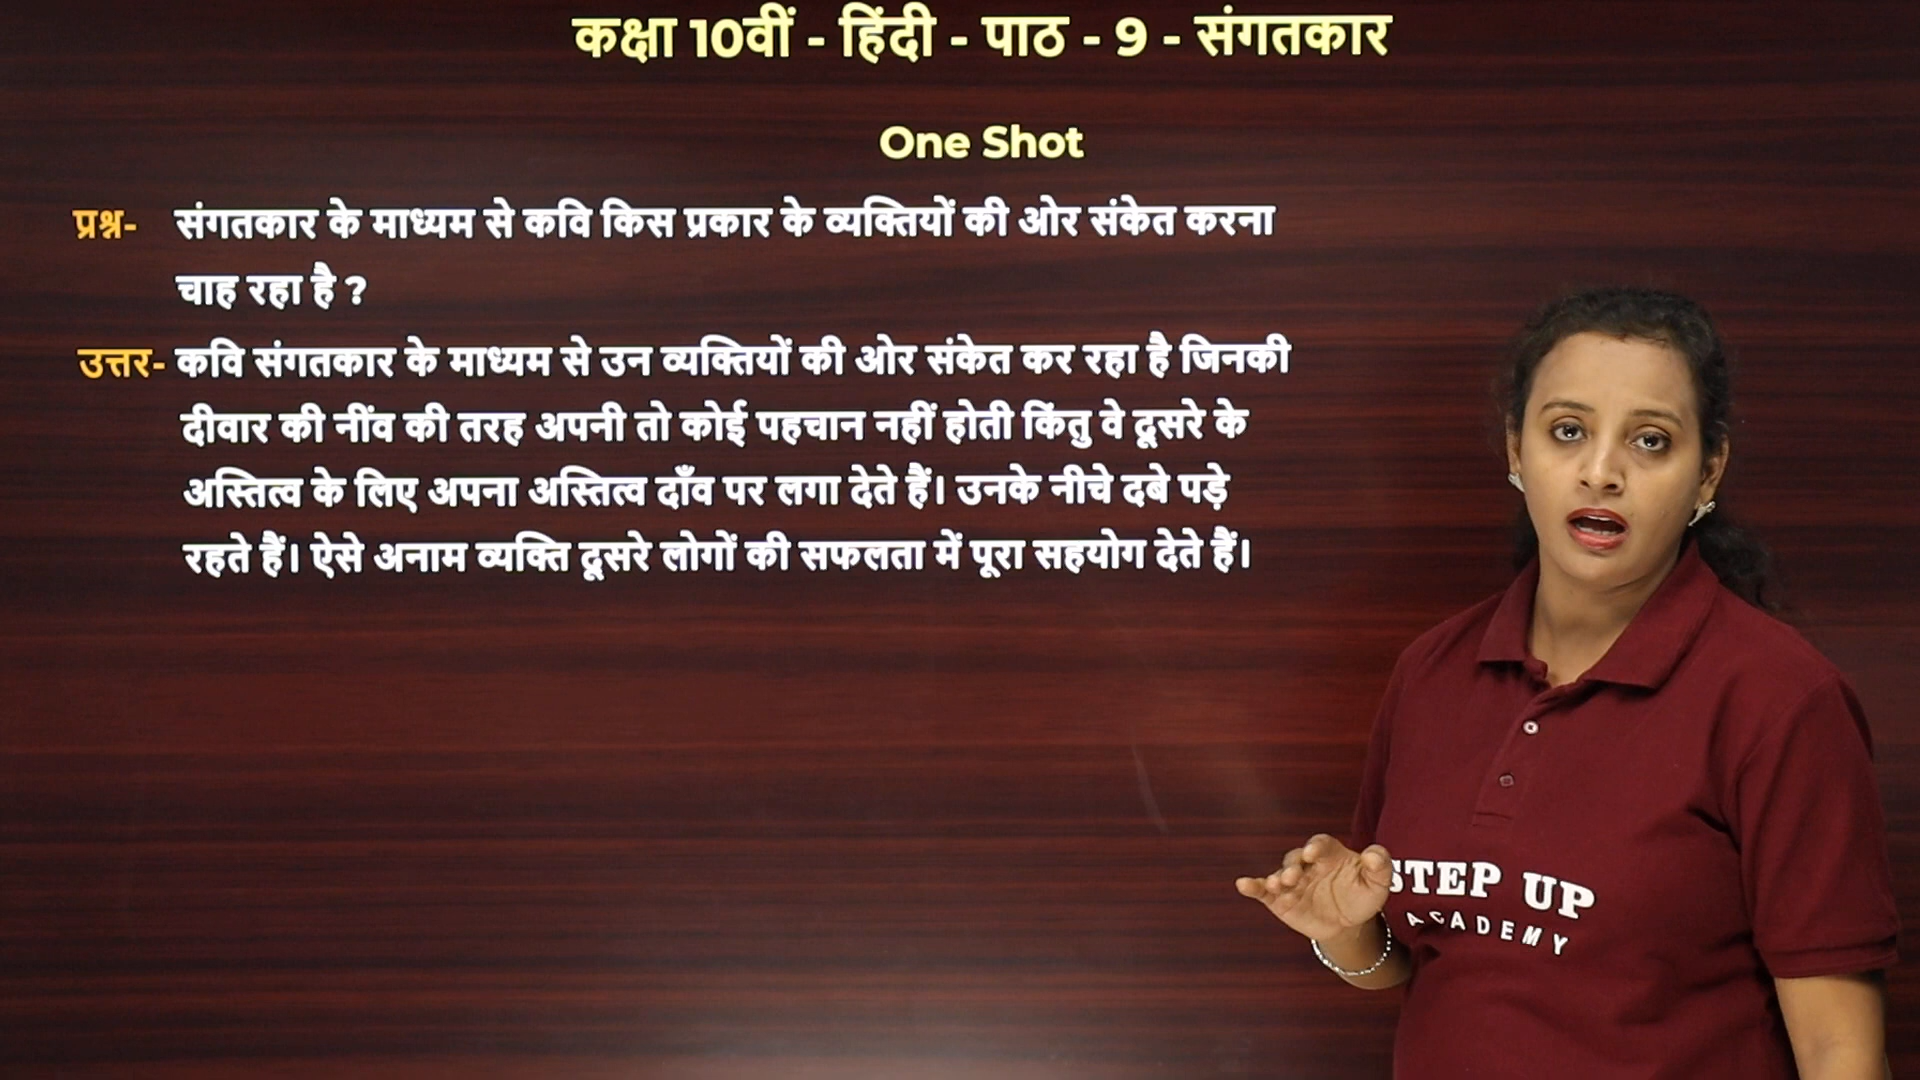 कक्षा 10वीं - हिंदी - पाठ - 9 - संगतकार
One Shot
प्रश्न- संगतकार के माध्यम से कवि किस प्रकार के व्यक्तियों की ओर संकेत करना
चाह रहा है ?
उत्तर- कवि संगतकार के माध्यम से उन व्यक्तियों की ओर संकेत कर रहा है जिनकी
दीवार की नींव की तरह अपनी तो कोई पहचान नहीं होती किंतु वे दूसरे के
अस्तित्व के लिए अपना अस्तित्व दाँव पर लगा देते हैं। उनके नीचे दबे पड़े
रहते हैं। ऐसे अनाम व्यक्ति दूसरे लोगों की सफलता में पूरा सहयोग देते हैं।
STEP UP
ACADEMY